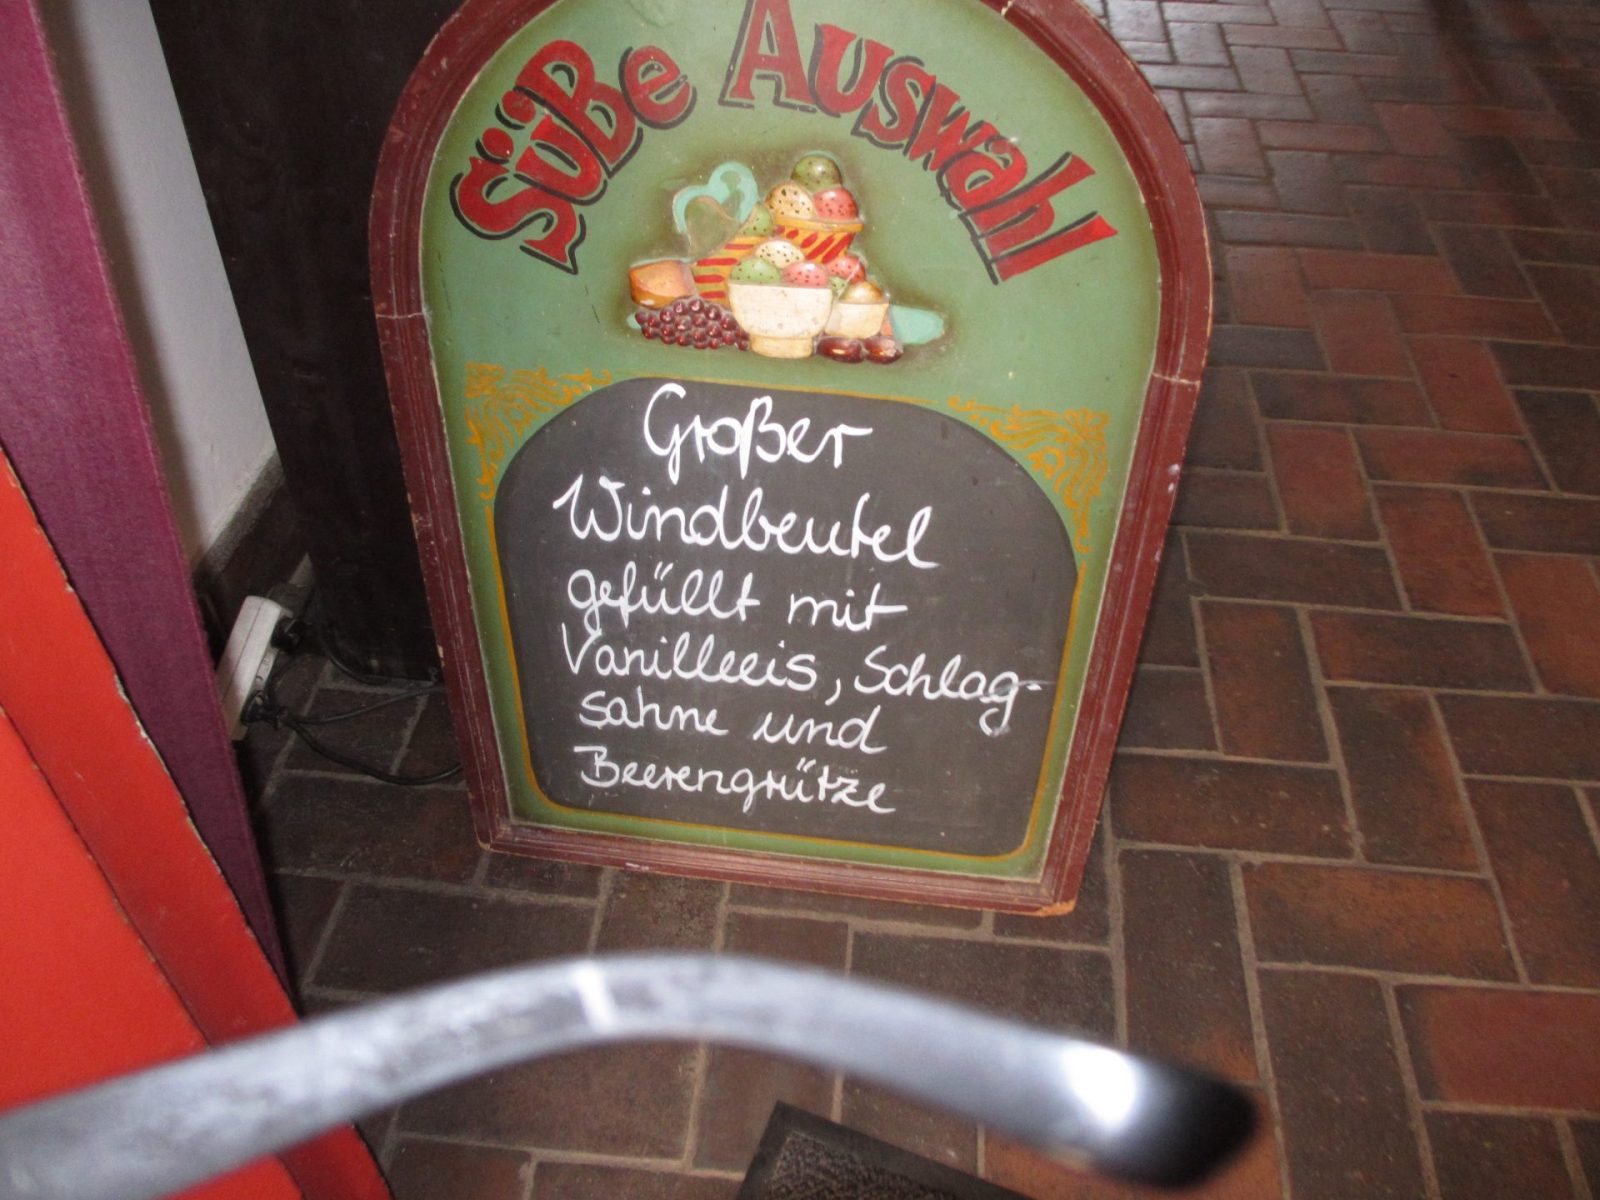 Süße Auswahl
Großer
Windbeutel
gefüllt mit
Vanilleeis, Schlag-
sahne und
Beerengrütze